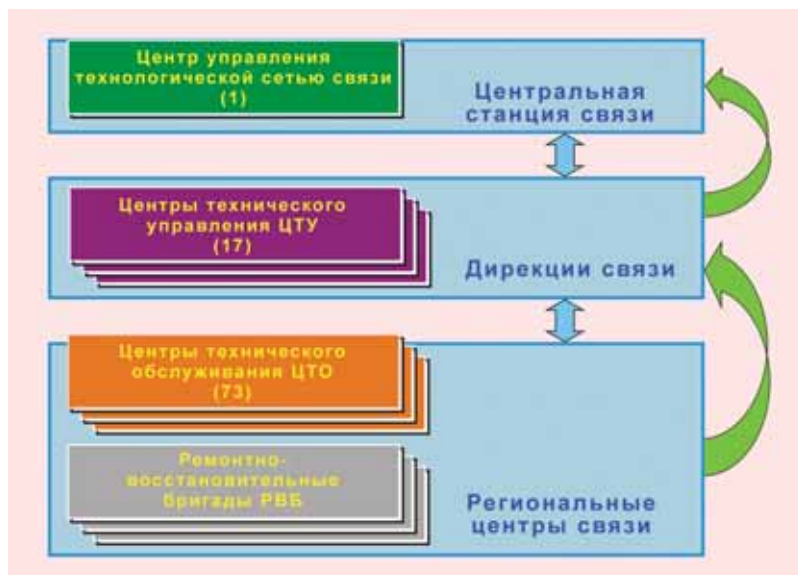 Центр управления
технологической сетью связи
(1)
Центральная
станция связи
Центры технического
управления ЦТУ
(17)
Дирекции связи
Центры технического
обслуживания ЦТО
(73)
Ремонтно-
восстановительные
бригады РВБ
Региональные
центры связи